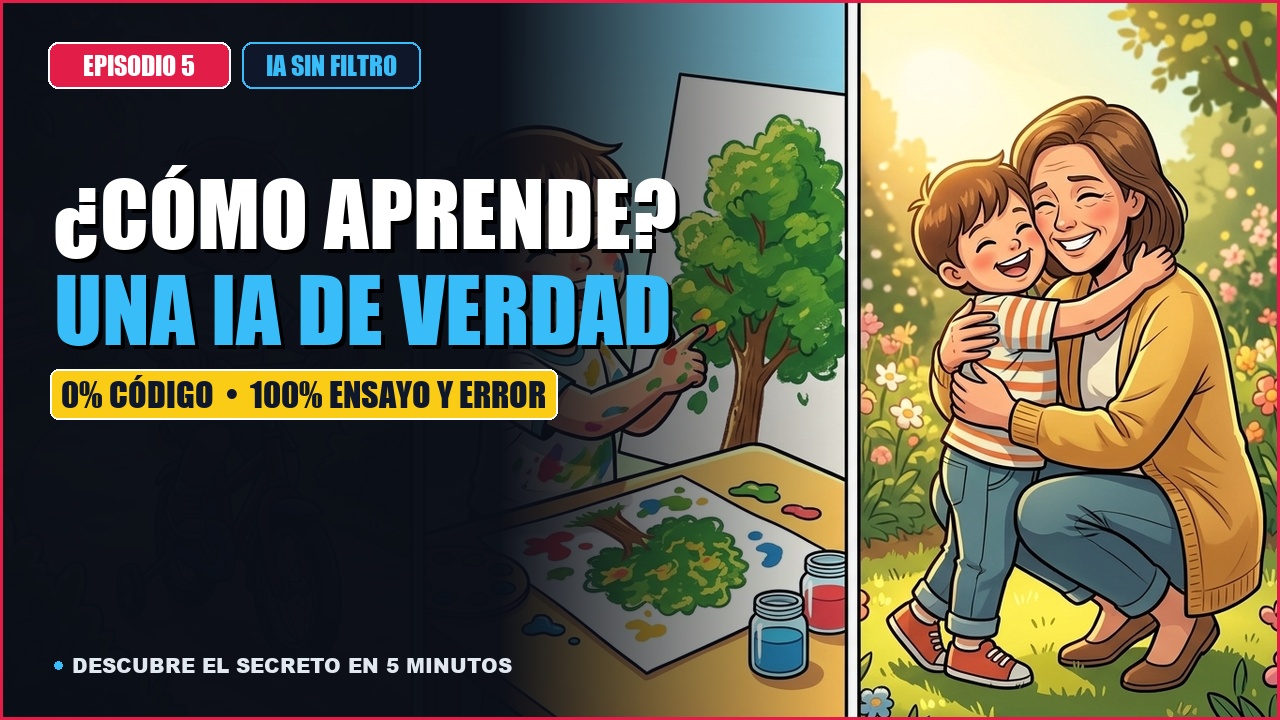 EPISODIO 5
IA SIN FILTRO
¿CÓMO APRENDE?
UNA IA DE VERDAD
0% CÓDIGO • 100% ENSAYO Y ERROR
• DESCUBRE EL SECRETO EN 5 MINUTOS